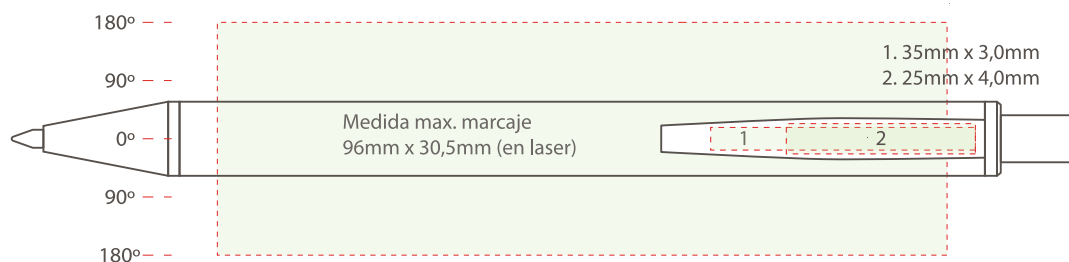 180º
1. 35mm x 3,0mm
2. 25mm x 4,0mm
90º
Medida max. marcaje
96mm x 30,5mm (en laser)
0º
1
2
90º
180º